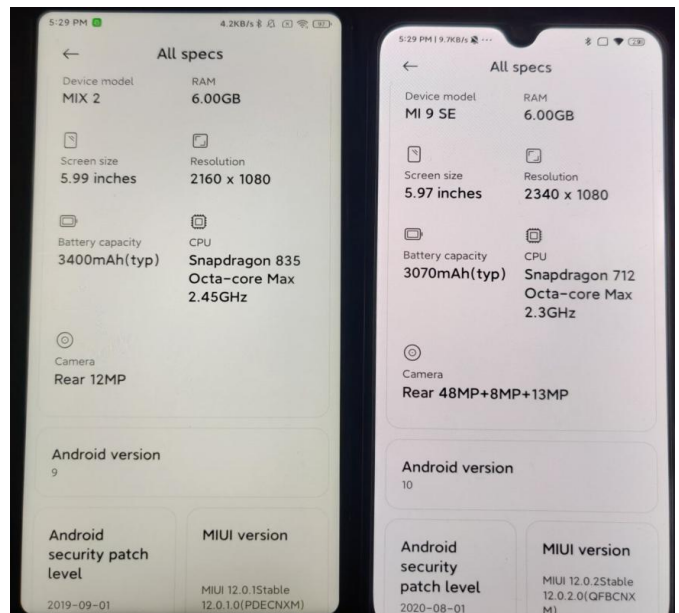 5:29 PM
4.2KB/s
92
All specs
Device model
MIX 2
RAM
6.00GB
Screen size
5.99 inches
Resolution
2160 x 1080
Battery capacity
3400mAh(typ)
CPU
Snapdragon 835
Octa-core Max
2.45GHz
Camera
Rear 12MP
Android version
9
Android
security patch
level
2019-09-01
MIUI version
MIUI 12.0.1Stable
12.0.1.0(PDECNXM)
5:29 PM | 9.7KB/s
All specs
Device model
MI 9 SE
RAM
6.00GB
Screen size
5.97 inches
Resolution
2340 x 1080
Battery capacity
3070mAh(typ)
CPU
Snapdragon 712
Octa-core Max
2.3GHz
Camera
Rear 48MP+8MP+13MP
Android version
10
Android
security
patch level
2020-08-01
MIUI version
MIUI 12.0.2Stable
12.0.2.0(QFBCNX
M)